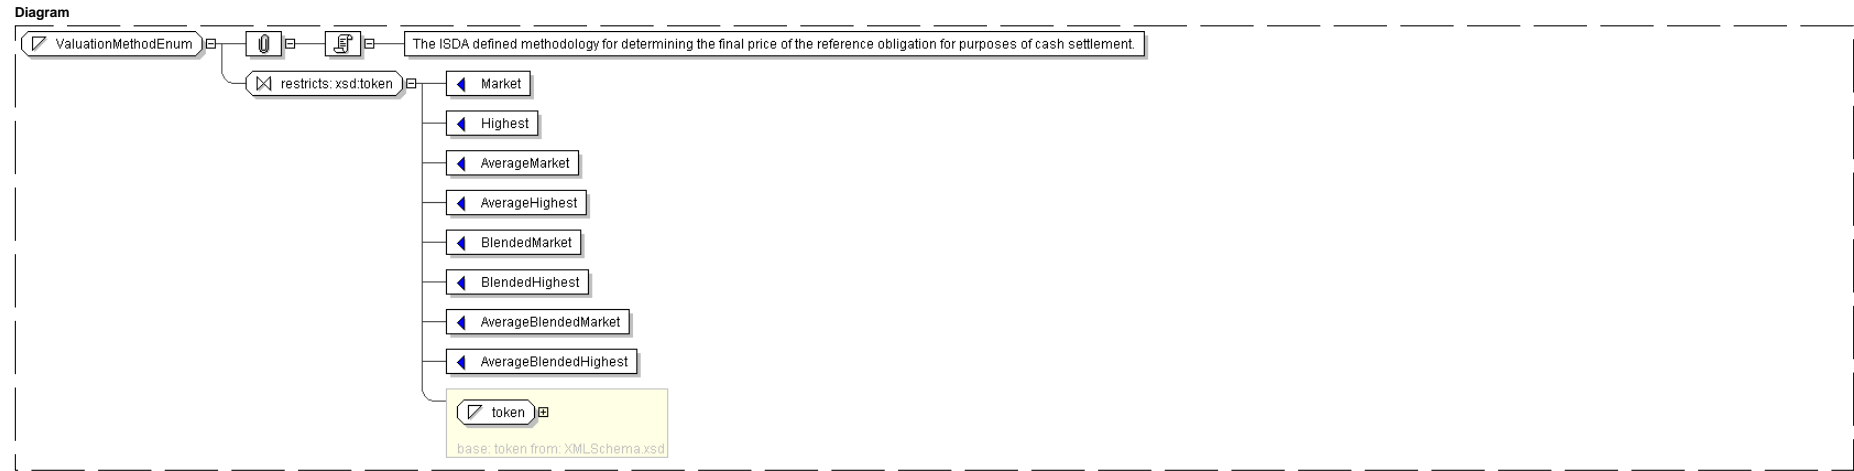 Diagram
ValuationMethodEnum
The ISDA defined methodology for determining the final price of the reference obligation for purposes of cash settlement.
restricts: xsd:token
Market
Highest
AverageMarket
AverageHighest
BlendedMarket
BlendedHighest
AverageBlendedMarket
AverageBlendedHighest
token
base: token from: XMLSchema.xsd